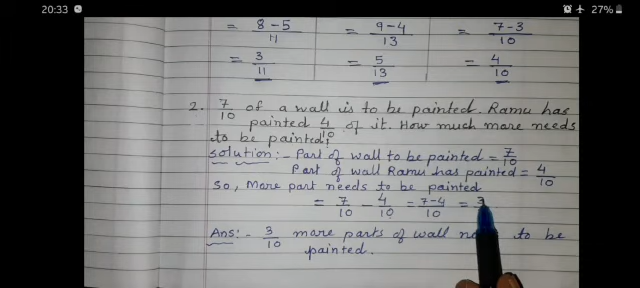 20:33
27%
= 8-5/11 = 9-4/13 = 7-3/10
= 3/11 = 5/13 = 4/10
2. 7/10 of a wall is to be painted. Ramu has
painted 4/10 of it. How much more needs
to be painted?
Solution:- Part of wall to be painted = 7/10
Part of wall Ramu has painted = 4/10
So, More part needs to be painted
= 7/10 - 4/10 = 7-4/10 = 3
Ans:- 3/10 more parts of wall to be
painted.